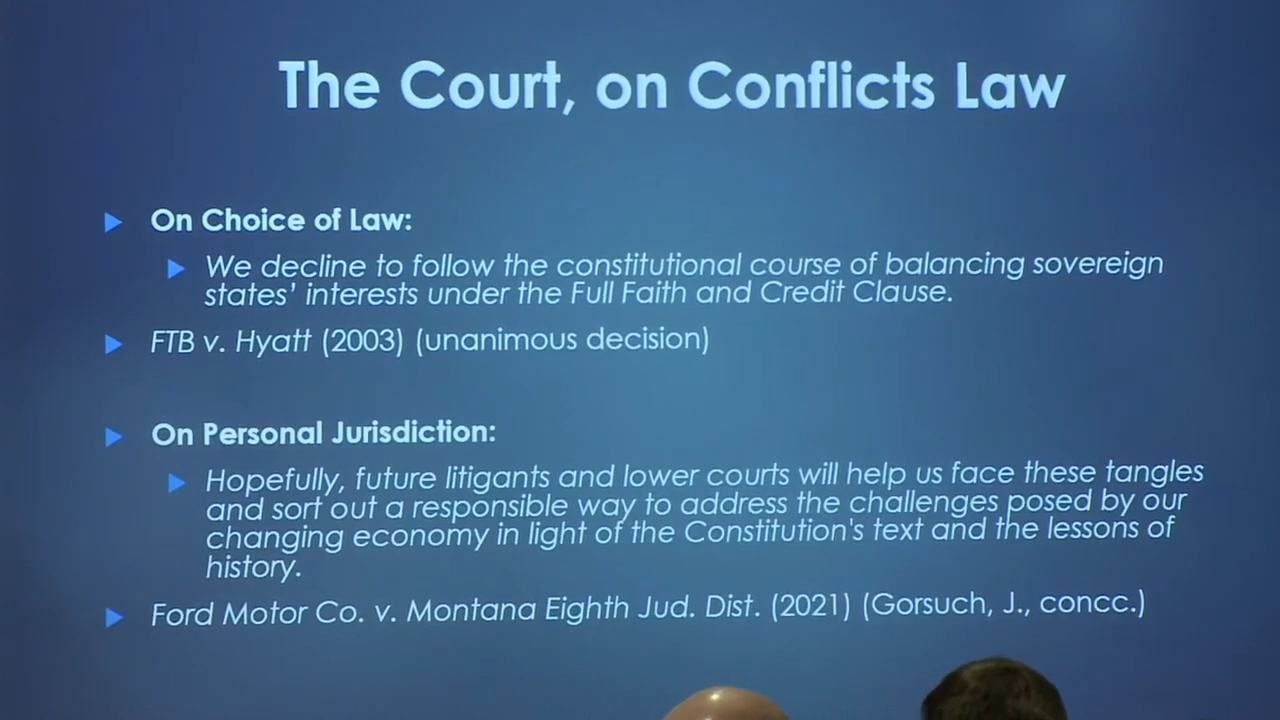 The Court, on Conflicts Law
On Choice of Law:
We decline to follow the constitutional course of balancing sovereign
states' interests under the Full Faith and Credit Clause.
FTB v. Hyatt (2003) (unanimous decision)
On Personal Jurisdiction:
Hopefully, future litigants and lower courts will help us face these tangles
and sort out a responsible way to address the challenges posed by our
changing economy in light of the Constitution's text and the lessons of
history.
Ford Motor Co. v. Montana Eighth Jud. Dist. (2021) (Gorsuch, J., concc.)